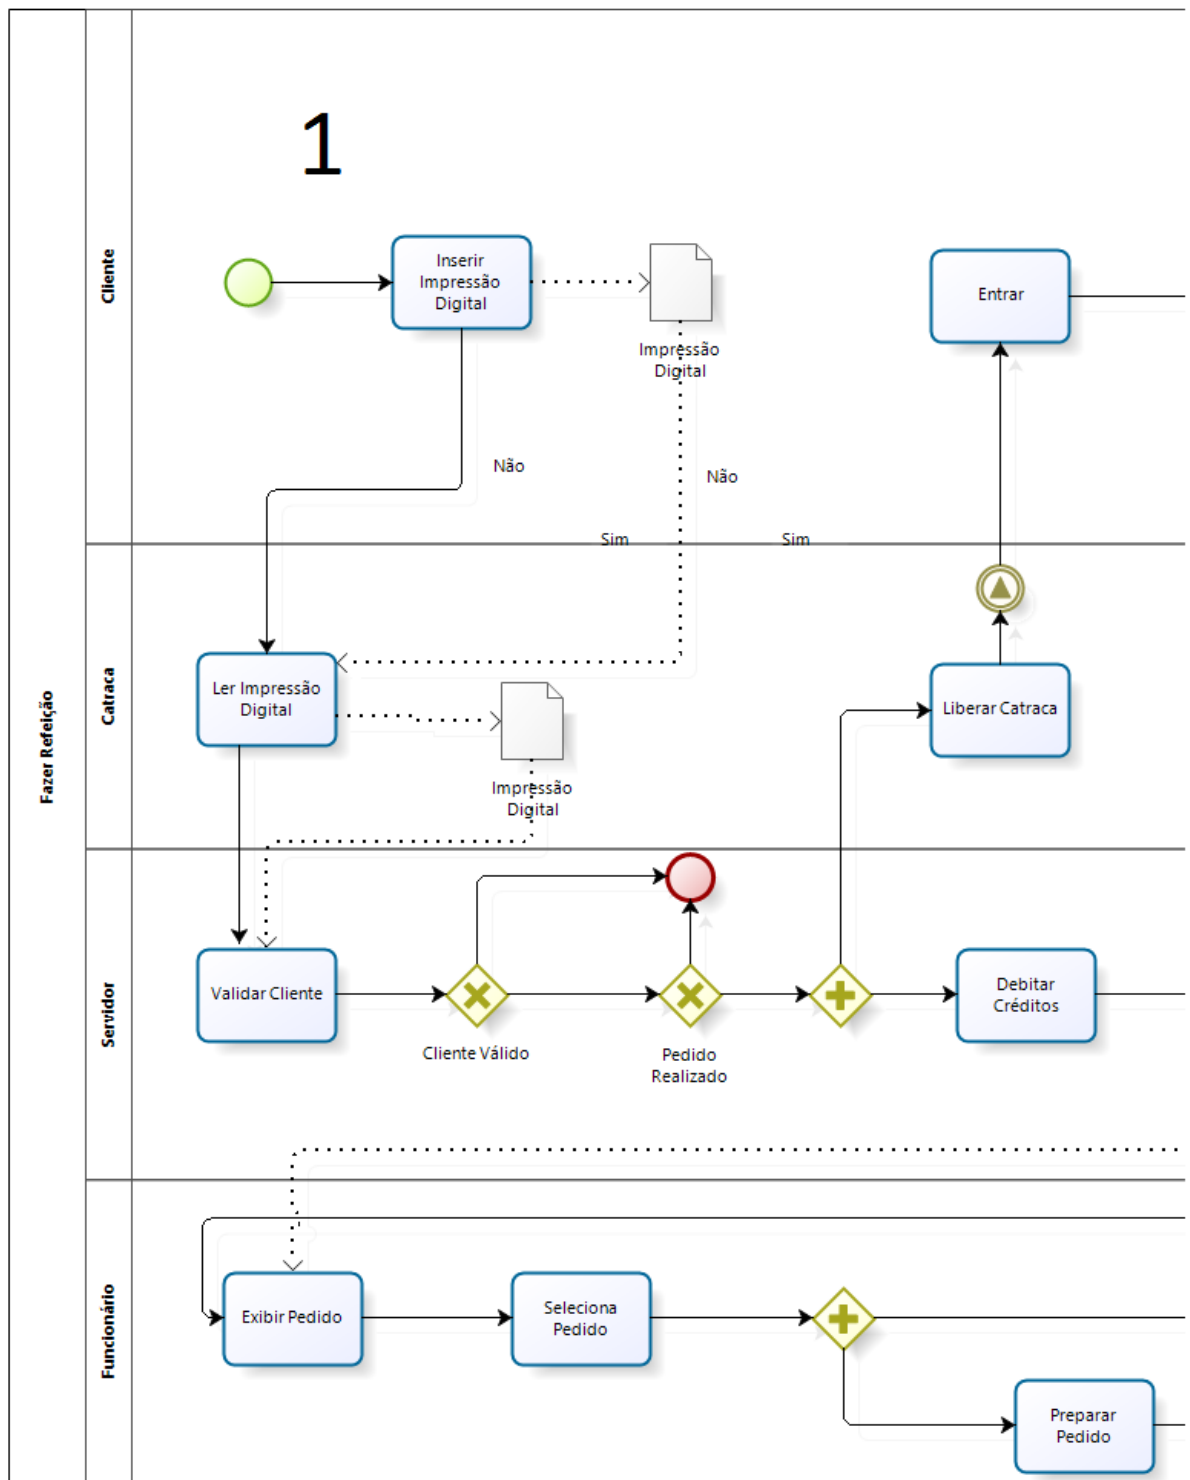 1
Fazer Refeição
Cliente
Inserir
Impressão
Digital
Impressão
Digital
Entrar
Não
Não
Sim
Sim
Catraca
Ler Impressão
Digital
Impressão
Digital
Liberar Catraca
Servidor
Validar Cliente
Cliente Válido
Pedido
Realizado
Debitar
Créditos
Funcionário
Exibir Pedido
Seleciona
Pedido
Preparar
Pedido